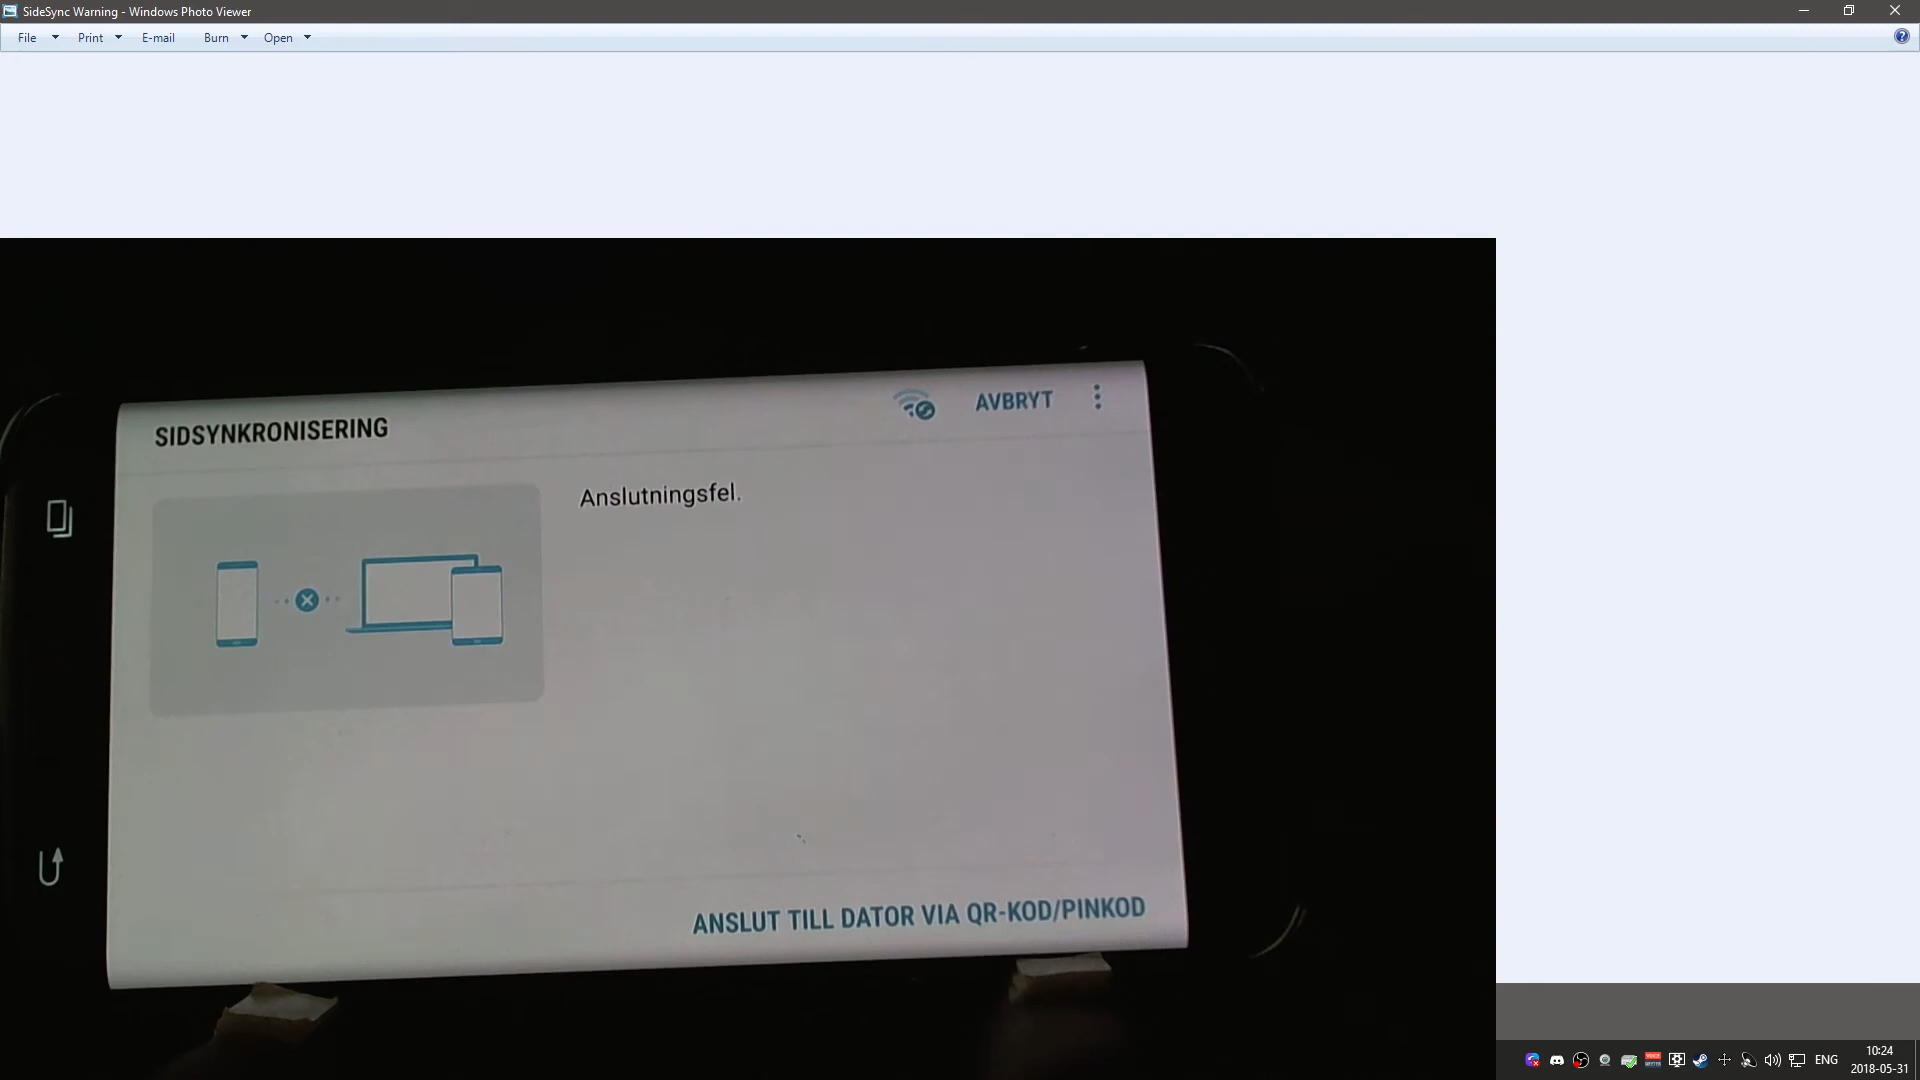 SideSync Warning - Windows Photo Viewer
File Print E-mail Burn Open
SIDSYNKRONISERING
AVBRYT
Anslutningsfel.
ANSLUT TILL DATOR VIA QR-KOD/PINKOD
ENG
10:24
2018-05-31